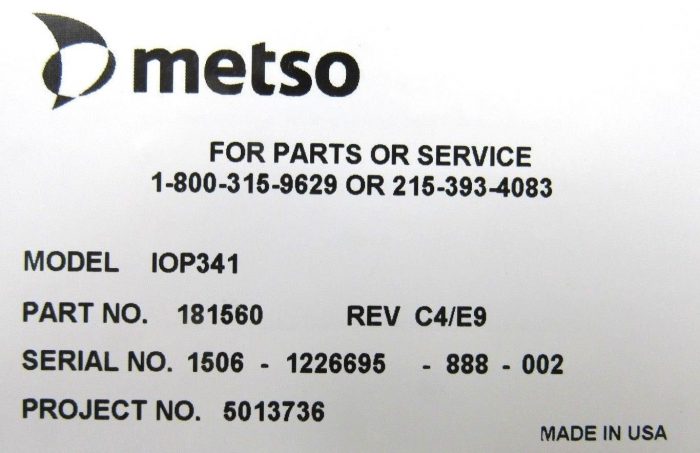 metso
FOR PARTS OR SERVICE
1-800-315-9629 OR 215-393-4083
MODEL IOP341
PART NO. 181560 REV C4/E9
SERIAL NO. 1506 - 1226695 - 888 - 002
PROJECT NO. 5013736
MADE IN USA